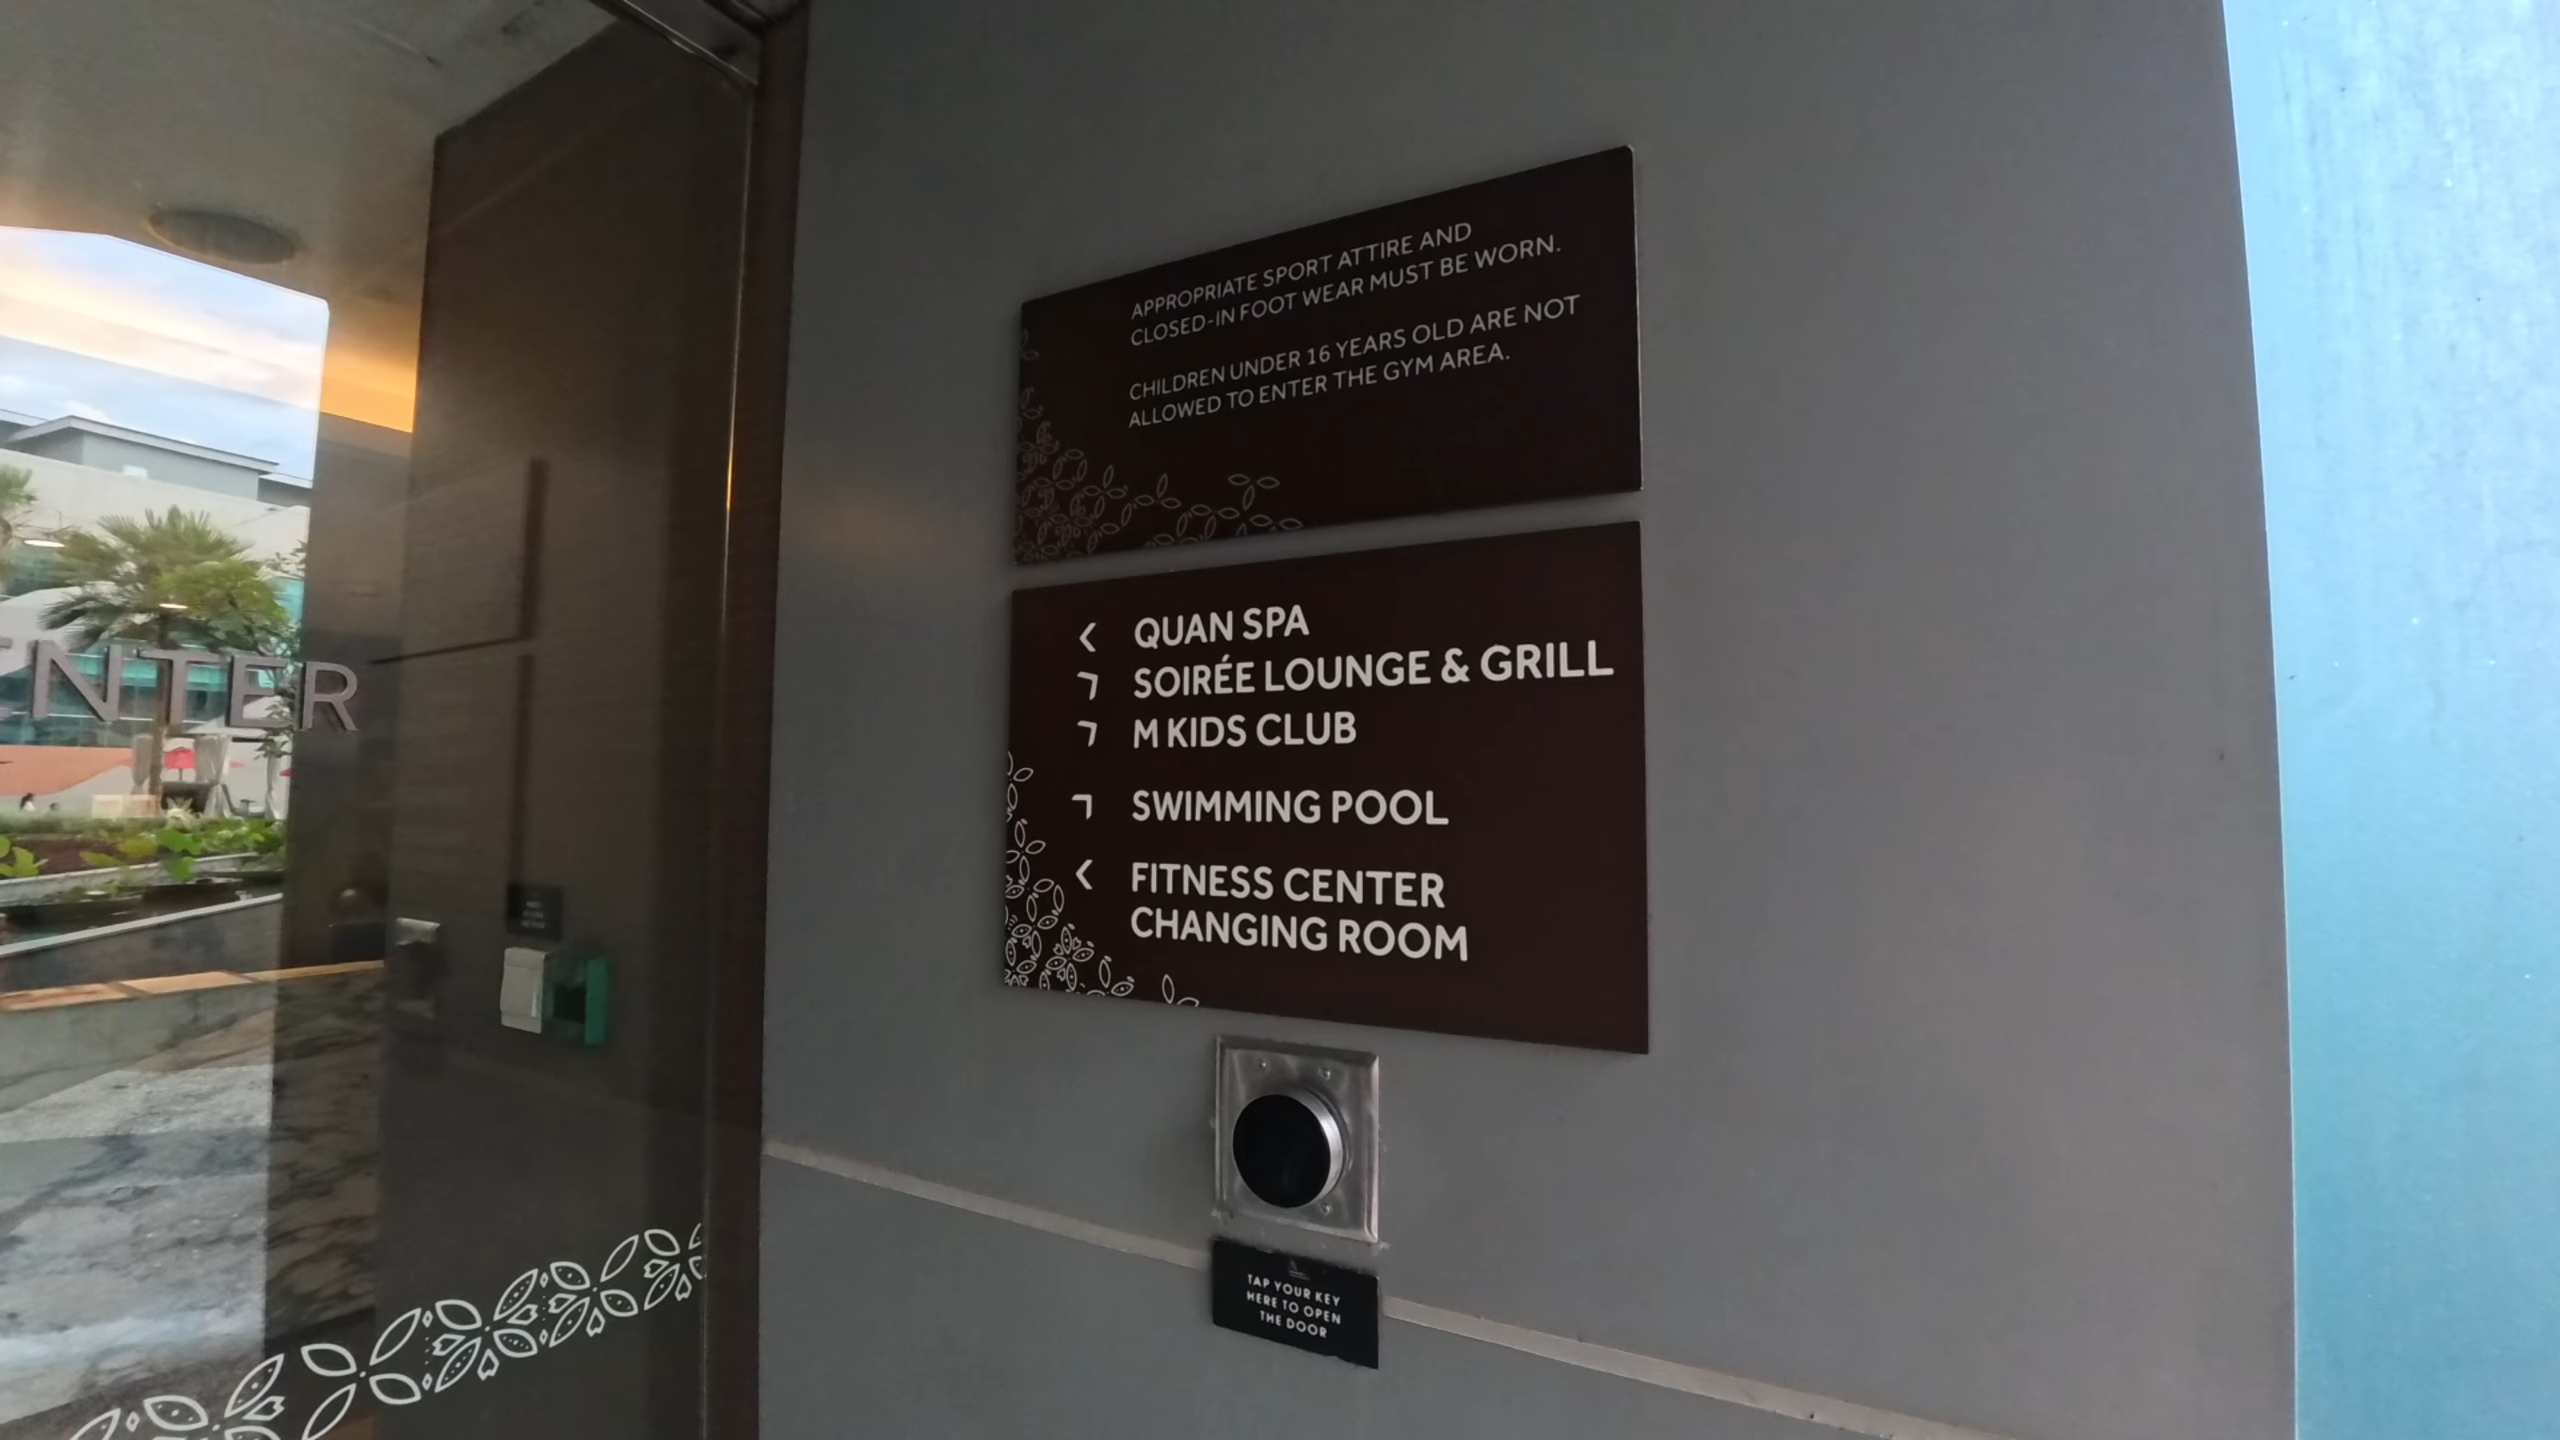 APPROPRIATE SPORT ATTIRE AND
CLOSED-IN FOOT WEAR MUST BE WORN.
CHILDREN UNDER 16 YEARS OLD ARE NOT
ALLOWED TO ENTER THE GYM AREA.
QUAN SPA
SOIRÉE LOUNGE & GRILL
M KIDS CLUB
SWIMMING POOL
FITNESS CENTER
CHANGING ROOM
TAP YOUR KEY
HERE TO OPEN
THE DOOR
NTER